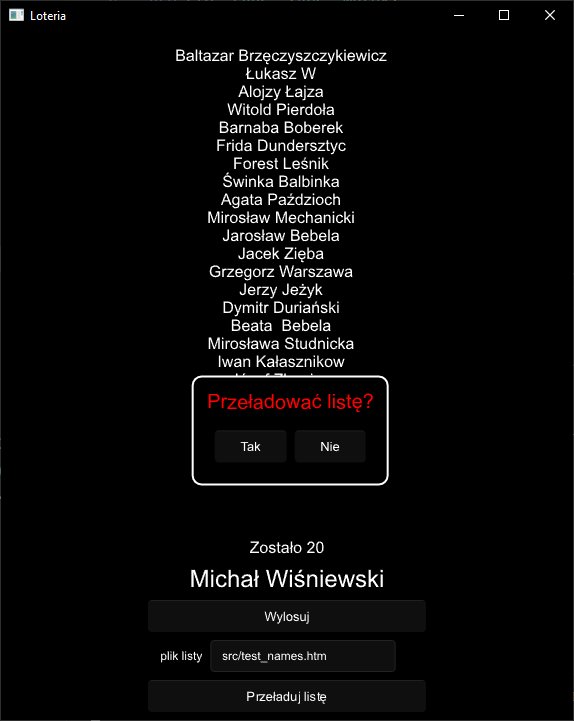 Loteria
Baltazar Brzęczyszczykiewicz
Łukasz W
Alojzy Łajza
Witold Pierdoła
Barnaba Boberek
Frida Dundersztyc
Forest Leśnik
Świnka Balbinka
Agata Paździoch
Mirosław Mechanicki
Jarosław Bebela
Jacek Zięba
Grzegorz Warszawa
Jerzy Jeżyk
Dymitr Duriański
Beata  Bebela
Mirosława Studnicka
Iwan Kałasznikow
Przeładować listę?
Tak Nie
Zostało 20
Michał Wiśniewski
Wylosuj
plik listy src/test_names.htm
Przeładuj listę